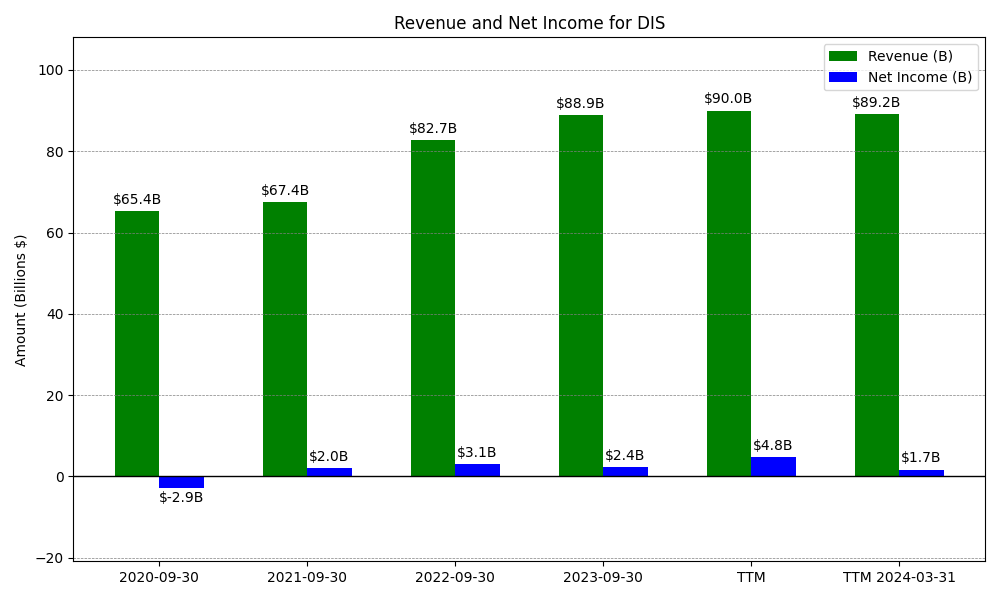 Revenue and Net Income for DIS
Revenue (B)
Net Income (B)
Amount (Billions $)
100
80
60
40
20
0
−20
$65.4B
$67.4B
$82.7B
$88.9B
$90.0B
$89.2B
$-2.9B
$2.0B
$3.1B
$2.4B
$4.8B
$1.7B
2020-09-30
2021-09-30
2022-09-30
2023-09-30
TTM
TTM 2024-03-31